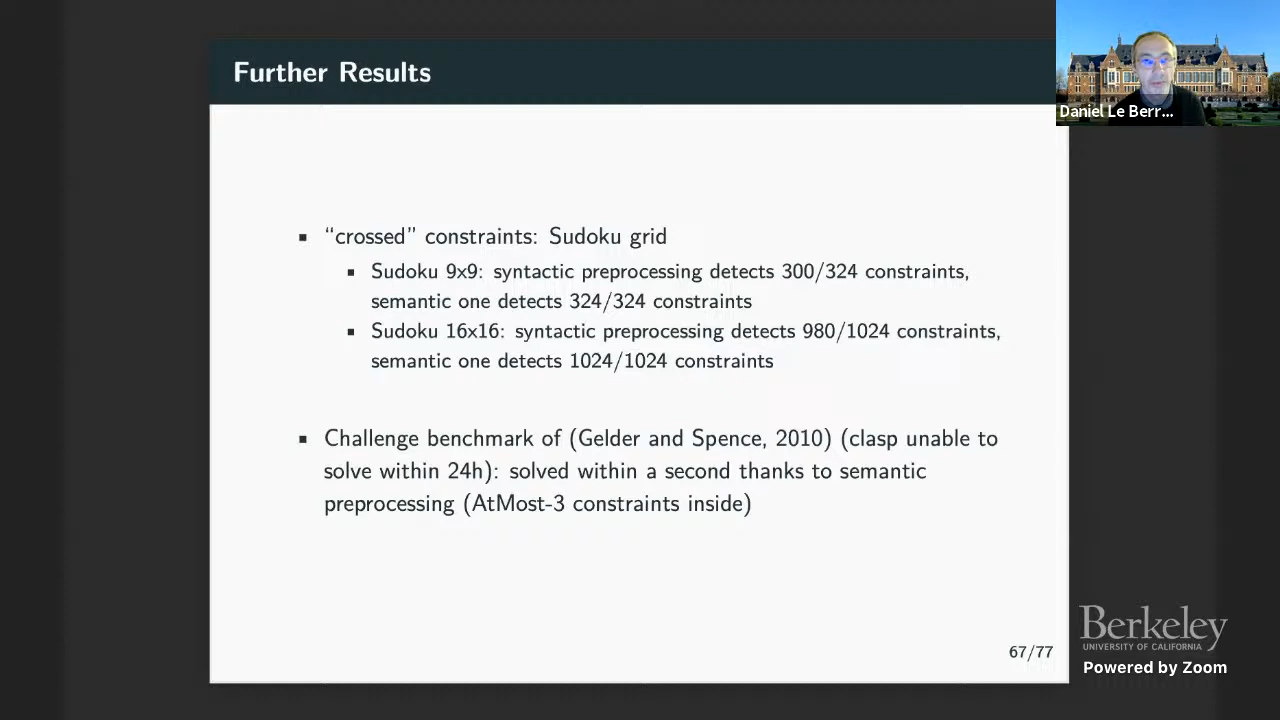 Further Results
Daniel Le Berr...
▪ “crossed” constraints: Sudoku grid
▪ Sudoku 9x9: syntactic preprocessing detects 300/324 constraints,
semantic one detects 324/324 constraints
▪ Sudoku 16x16: syntactic preprocessing detects 980/1024 constraints,
semantic one detects 1024/1024 constraints
▪ Challenge benchmark of (Gelder and Spence, 2010) (clasp unable to
solve within 24h): solved within a second thanks to semantic
preprocessing (AtMost-3 constraints inside)
67/77
Berkeley
UNIVERSITY OF CALIFORNIA
Powered by Zoom